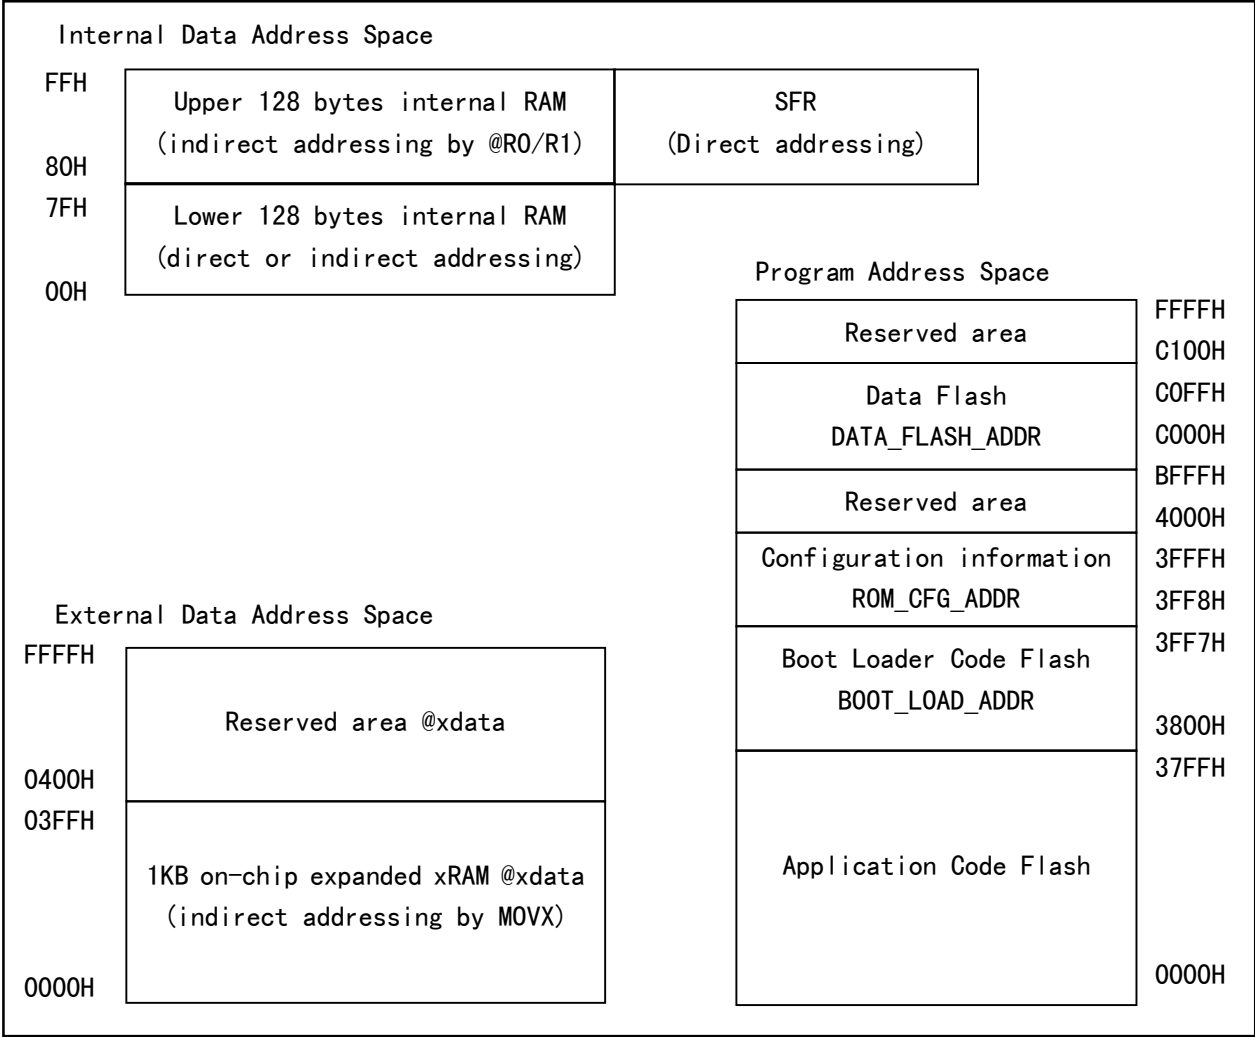 Internal Data Address Space
FFH
Upper 128 bytes internal RAM
SFR
(indirect addressing by @R0/R1)
(Direct addressing)
80H
7FH
Lower 128 bytes internal RAM
(direct or indirect addressing)
00H
Program Address Space
FFFFH
Reserved area
C100H
Data Flash
C0FFH
DATA_FLASH_ADDR
C000H
BFFFH
Reserved area
4000H
Configuration information
3FFFH
ROM_CFG_ADDR
3FF8H
3FF7H
Boot Loader Code Flash
BOOT_LOAD_ADDR
3800H
37FFH
Application Code Flash
0000H
External Data Address Space
FFFFH
Reserved area @xdata
0400H
03FFH
1KB on-chip expanded xRAM @xdata
(indirect addressing by MOVX)
0000H